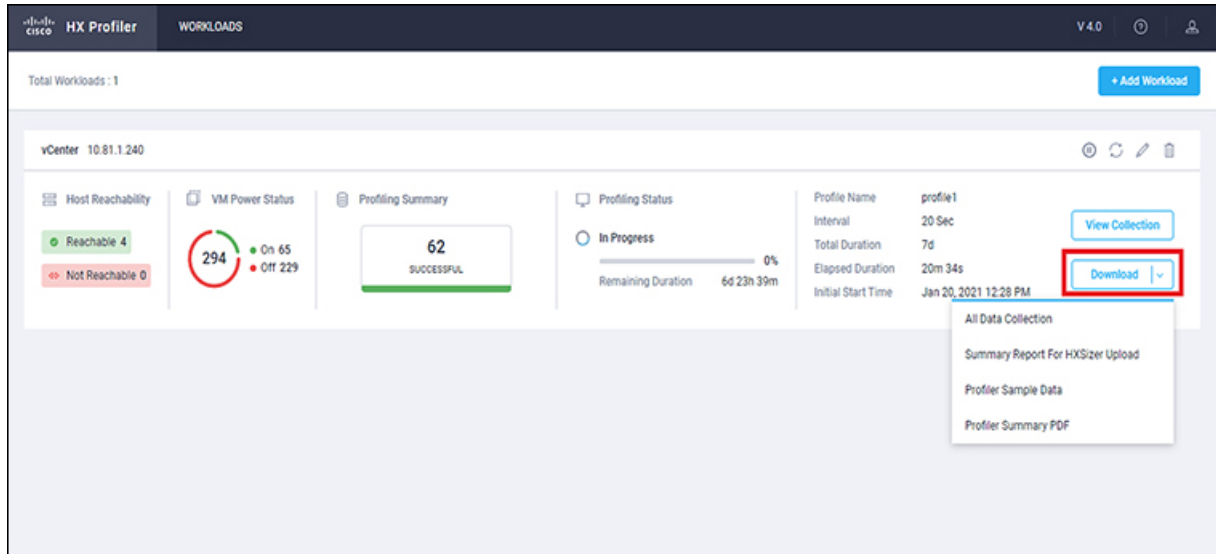 cisco HX Profiler WORKLOADS V 4.0
Total Workloads : 1 + Add Workload
vCenter 10.81.1.240
Host Reachability
Reachable 4
Not Reachable 0
VM Power Status
294
On 65
Off 229
Profiling Summary
62
SUCCESSFUL
Profiling Status
In Progress
0%
Remaining Duration 6d 23h 39m
Profile Name profile1
Interval 20 Sec
Total Duration 7d
Elapsed Duration 20m 34s
Initial Start Time Jan 20, 2021 12:28 PM
View Collection
Download
All Data Collection
Summary Report For HXSizer Upload
Profiler Sample Data
Profiler Summary PDF